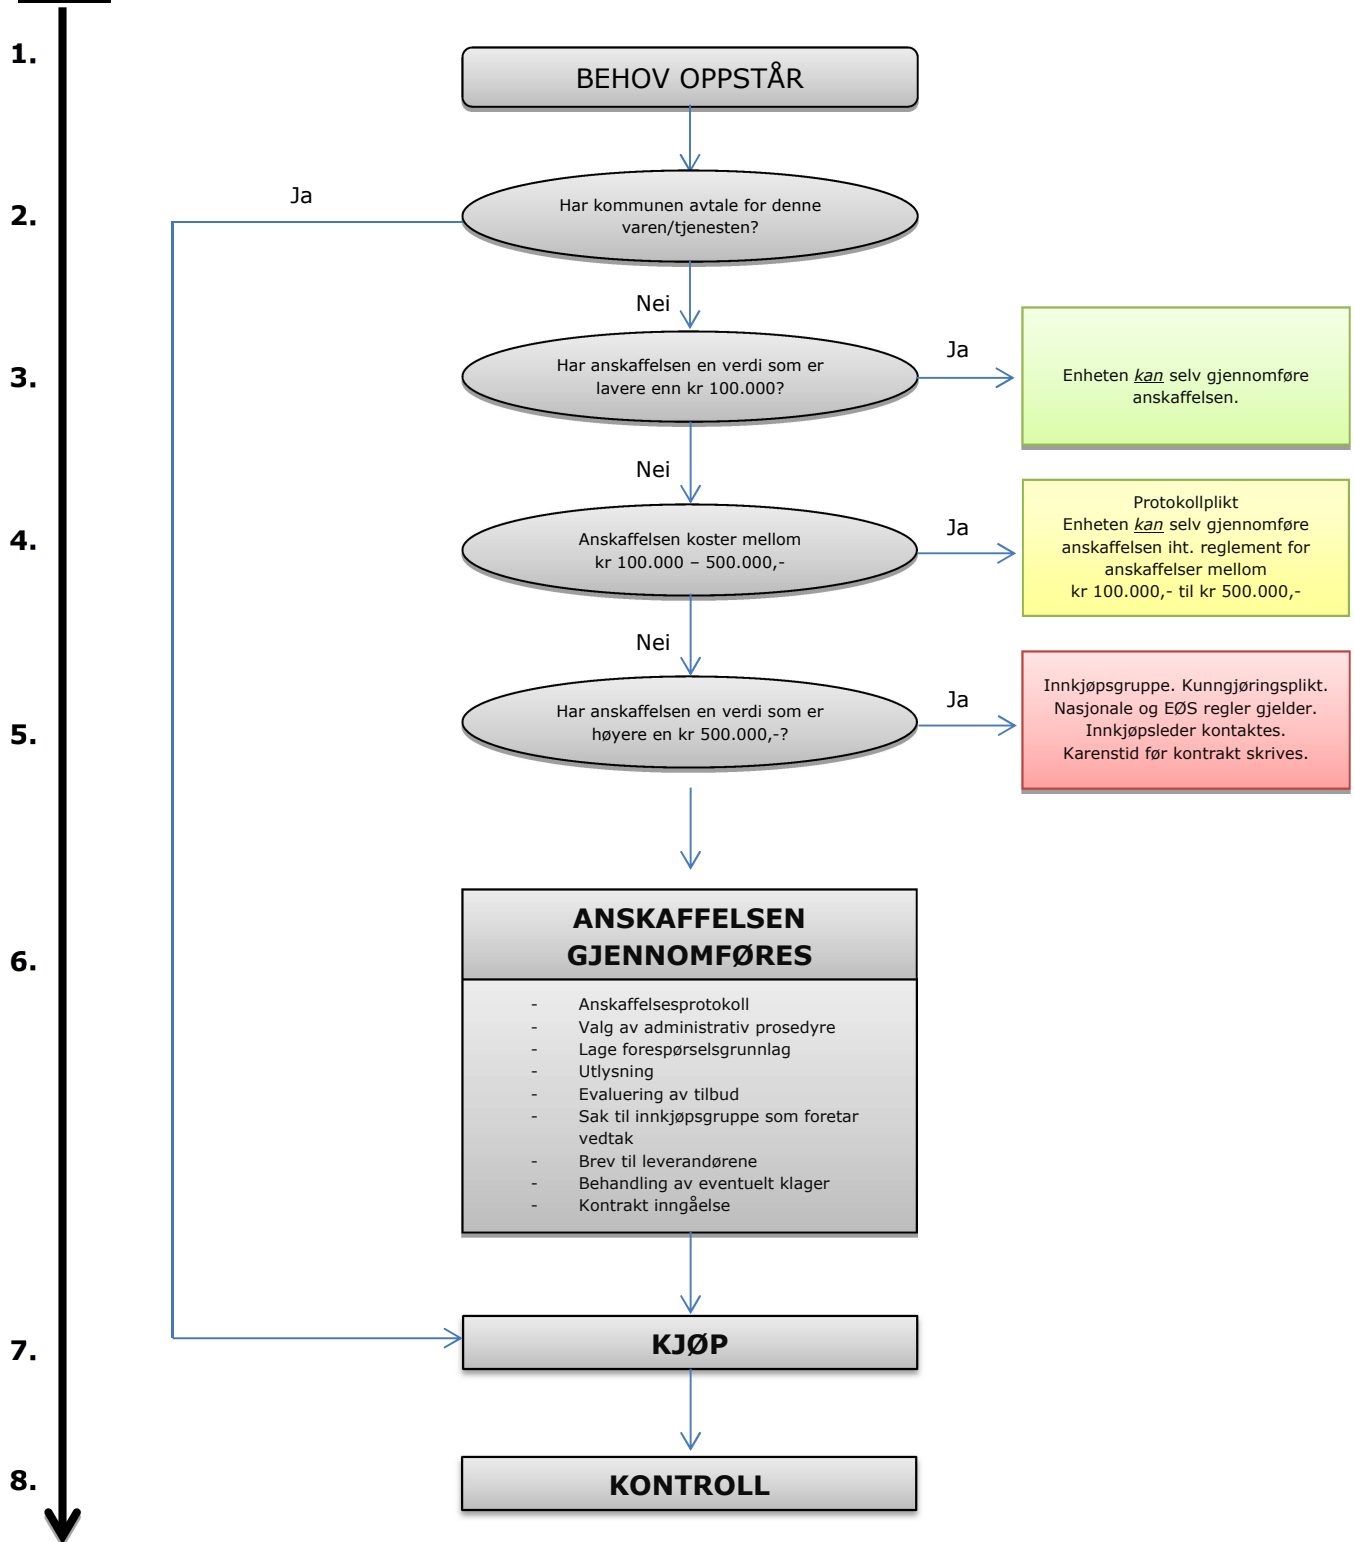 1.
BEHOV OPPSTÅR
Ja
2.
Har kommunen avtale for denne
varen/tjenesten?
Nei
3.
Har anskaffelsen en verdi som er
lavere enn kr 100.000?
Ja
Enheten kan selv gjennomføre
anskaffelsen.
Nei
4.
Anskaffelsen koster mellom
kr 100.000 – 500.000,-
Ja
Protokollplikt
Enheten kan selv gjennomføre
anskaffelsen iht. reglement for
anskaffelser mellom
kr 100.000,- til kr 500.000,-
Nei
5.
Har anskaffelsen en verdi som er
høyere en kr 500.000,-?
Ja
Innkjøpsgruppe. Kunngjøringsplikt.
Nasjonale og EØS regler gjelder.
Innkjøpsleder kontaktes.
Karenstid før kontrakt skrives.
6.
ANSKAFFELSEN
GJENNOMFØRES
- Anskaffelsesprotokoll
- Valg av administrativ prosedyre
- Lage forespørselsgrunnlag
- Utlysning
- Evaluering av tilbud
- Sak til innkjøpsgruppe som foretar
vedtak
- Brev til leverandørene
- Behandling av eventuelt klager
- Kontrakt inngåelse
7.
KJØP
8.
KONTROLL